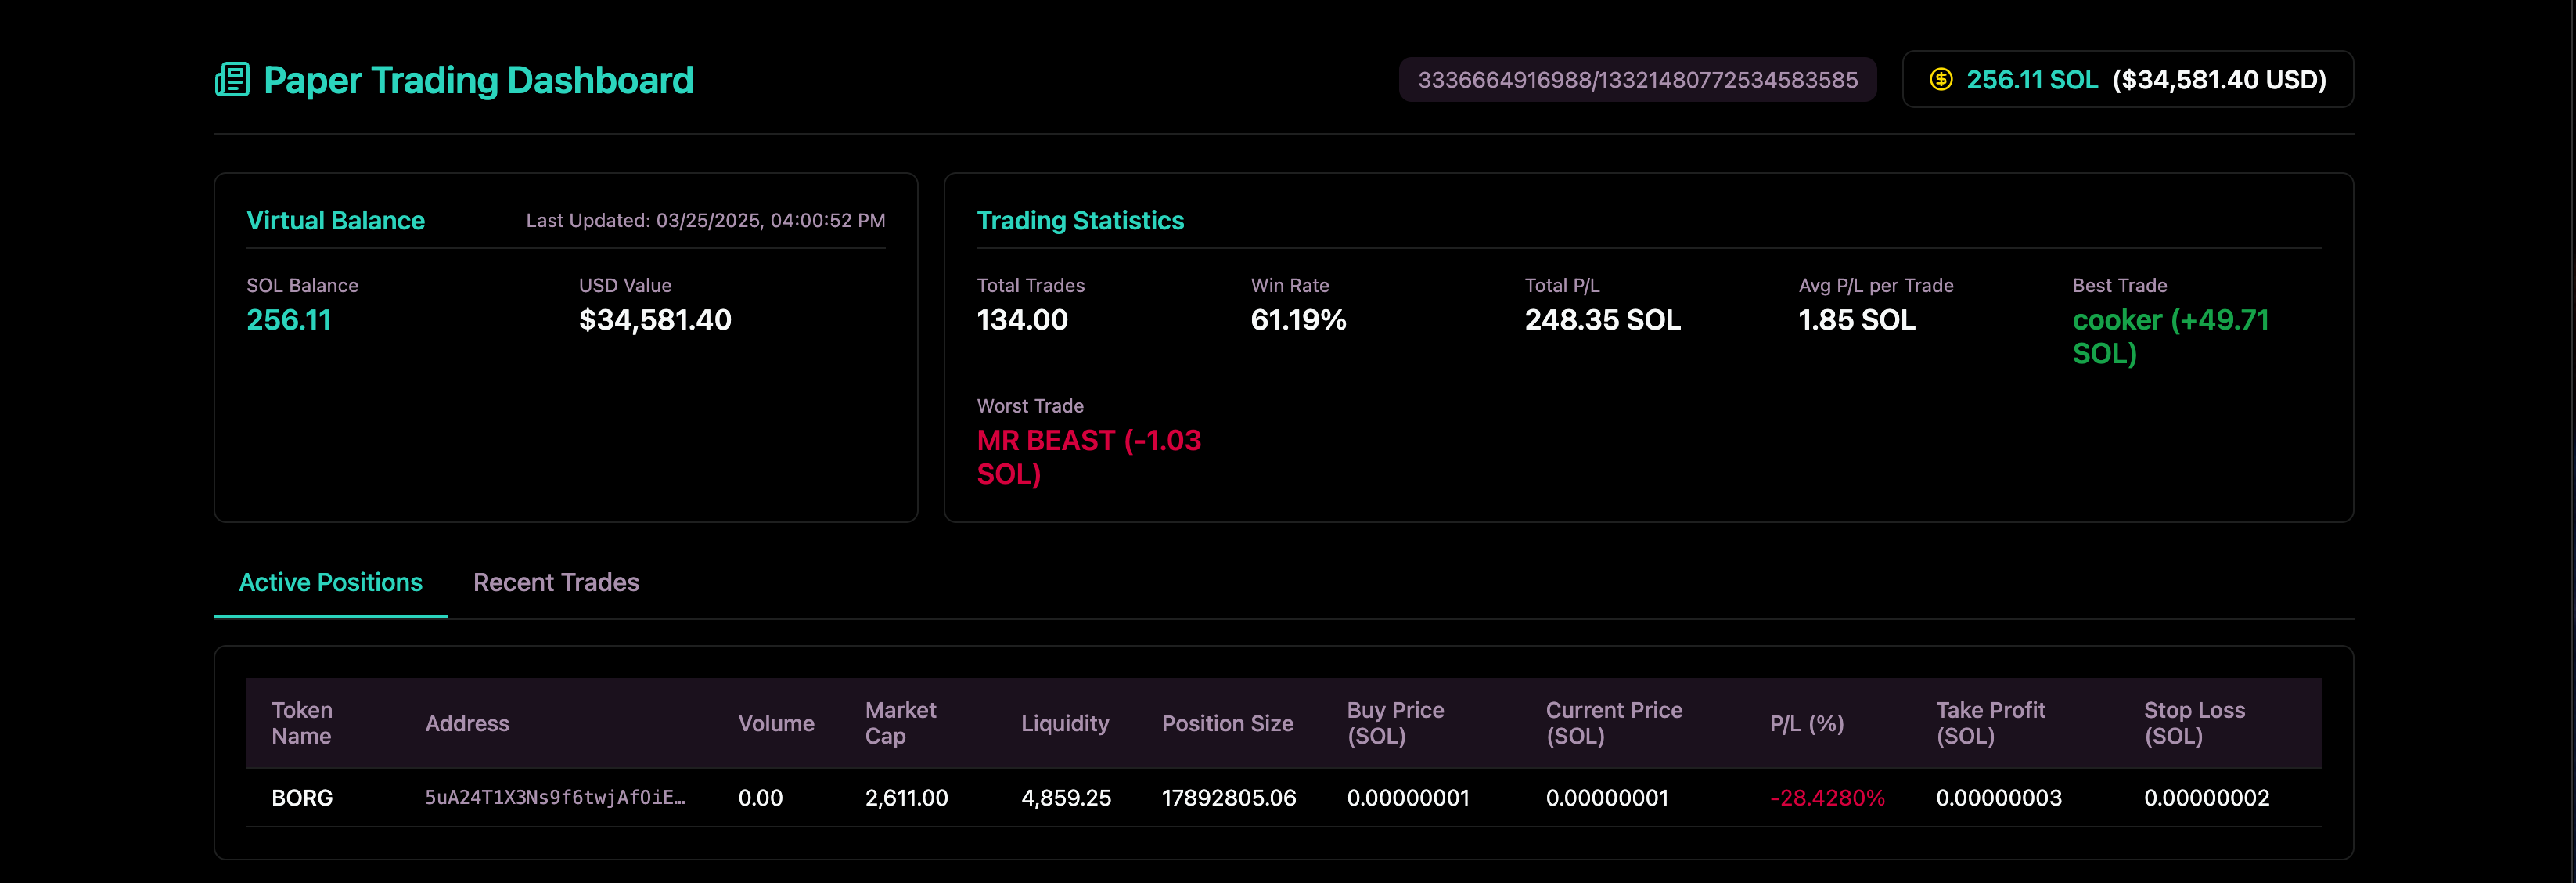 Paper Trading Dashboard
3336664916988/13321480772534583585
256.11 SOL ($34,581.40 USD)
Virtual Balance
Last Updated: 03/25/2025, 04:00:52 PM
SOL Balance
256.11
USD Value
$34,581.40
Trading Statistics
Total Trades
134.00
Win Rate
61.19%
Total P/L
248.35 SOL
Avg P/L per Trade
1.85 SOL
Best Trade
cooker (+49.71
SOL)
Worst Trade
MR BEAST (-1.03
SOL)
Active Positions
Recent Trades
Token
Name
Address
Volume
Market
Cap
Liquidity
Position Size
Buy Price
(SOL)
Current Price
(SOL)
P/L (%)
Take Profit
(SOL)
Stop Loss
(SOL)
BORG
5uA24T1X3Ns9f6twjAfOiE…
0.00
2,611.00
4,859.25
17892805.06
0.00000001
0.00000001
-28.4280%
0.00000003
0.00000002